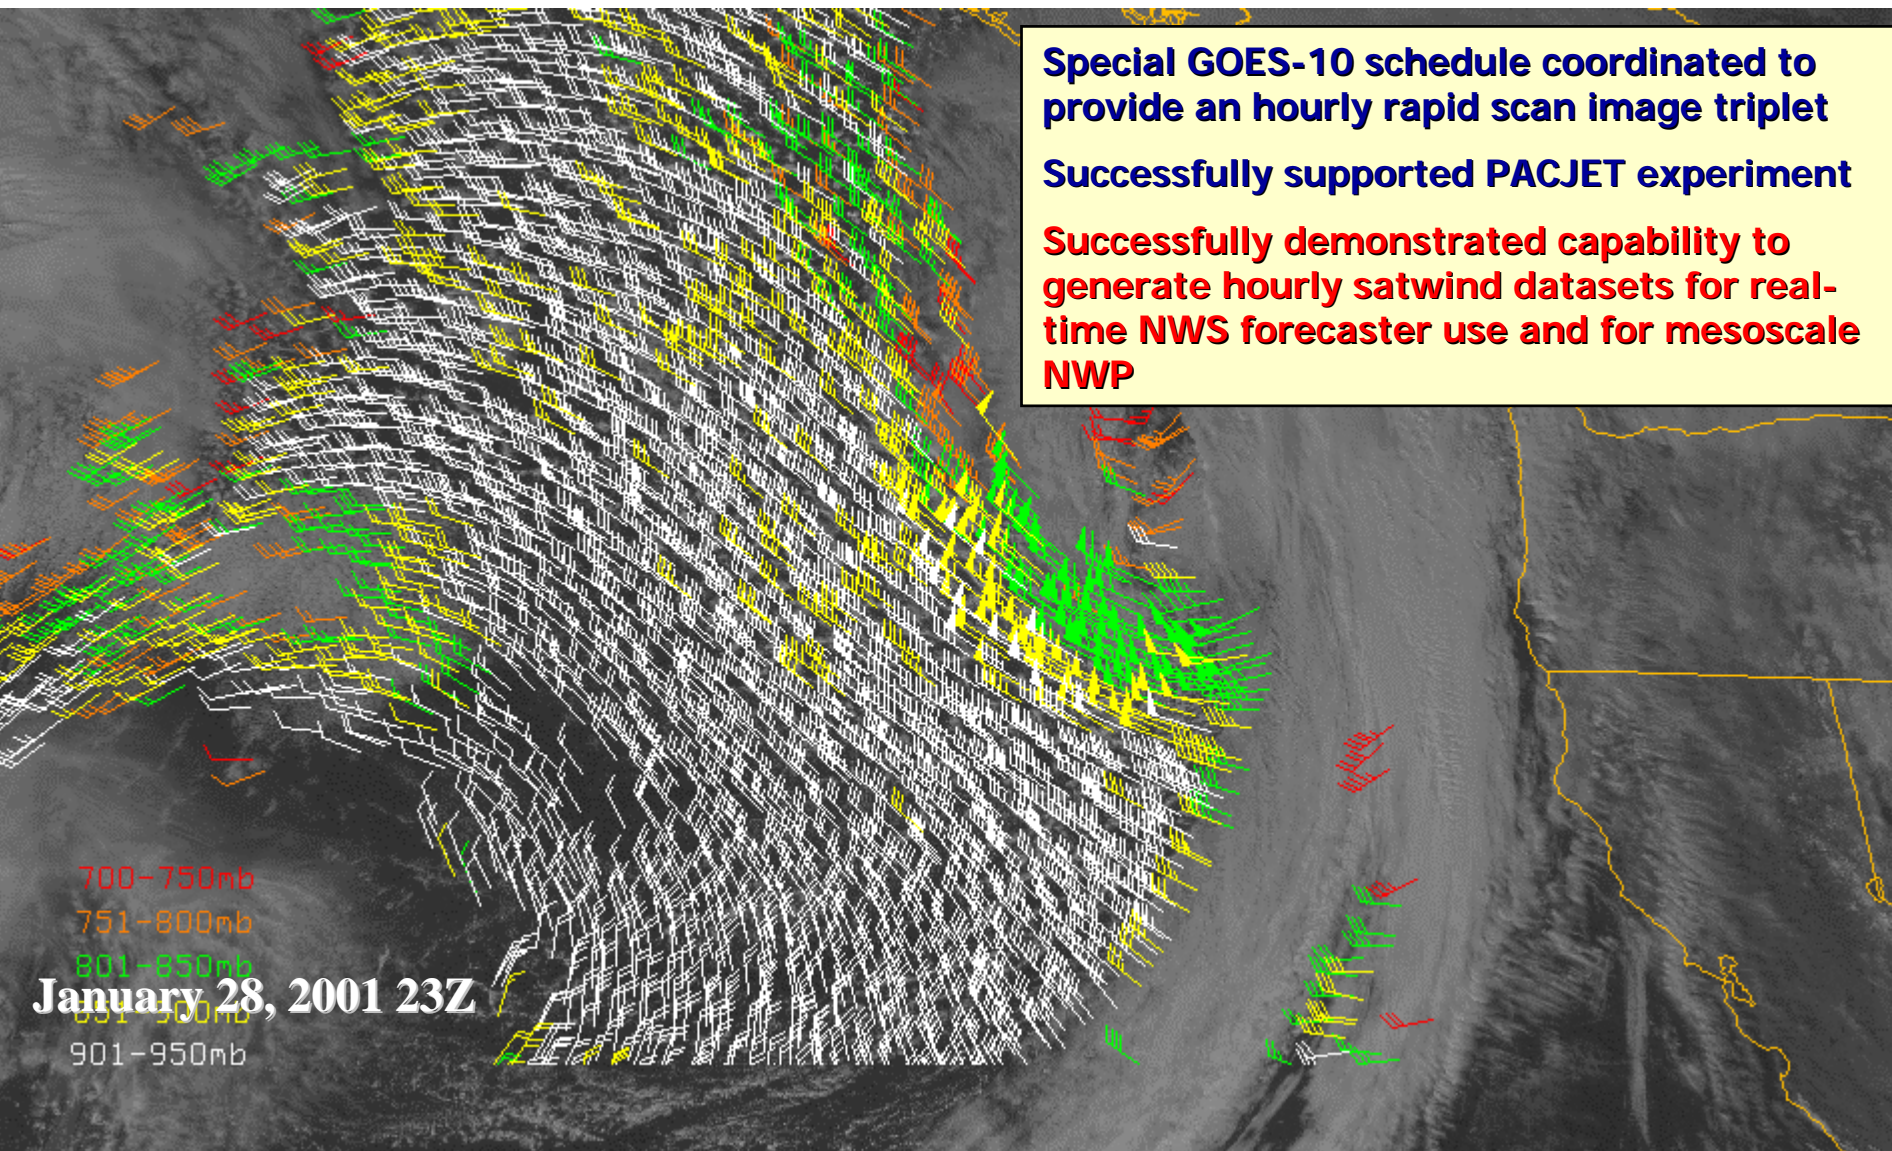 Special GOES-10 schedule coordinated to
provide an hourly rapid scan image triplet
Successfully supported PACJET experiment
Successfully demonstrated capability to
generate hourly satwind datasets for real-
time NWS forecaster use and for mesoscale
NWP
700-750mb
751-800mb
801-850mb
January 28, 2001 23Z
851-900mb
901-950mb